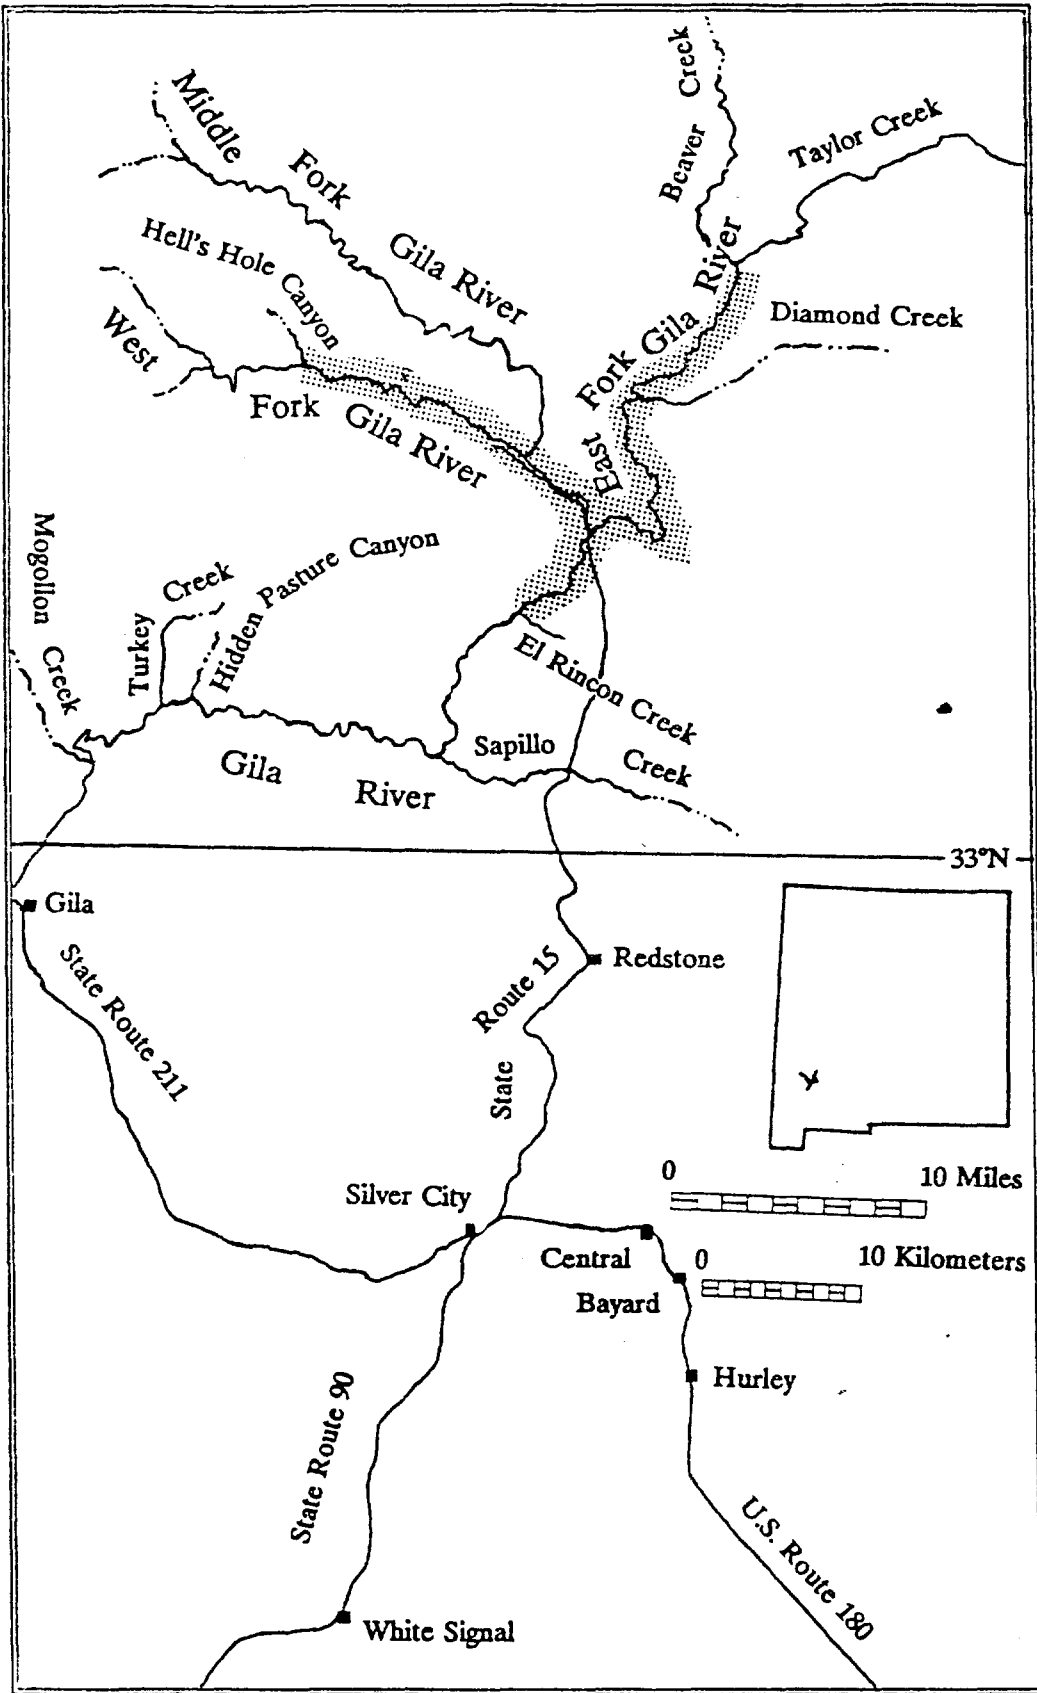 Beaver Creek
Taylor Creek
Middle Fork Gila River
Hell's Hole Canyon
West Fork Gila River
East Fork Gila River
Diamond Creek
Mogollon Creek
Turkey Creek
Hidden Pasture Canyon
El Rincon Creek
Sapillo Creek
Gila River
33°N
Gila
Redstone
State Route 211
State Route 15
0 10 Miles
Silver City
Central
0 10 Kilometers
Bayard
Hurley
State Route 90
U.S. Route 180
White Signal